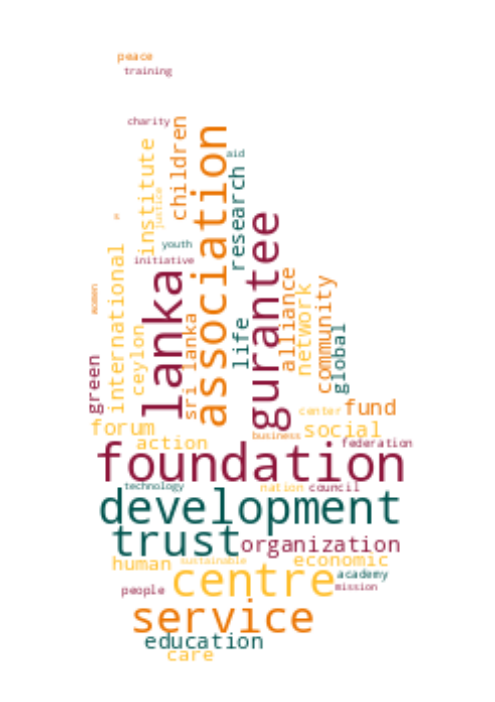 peace
training
charity
children
institute
association
aid
research
justice
youth
initiative
gurantee
international
lanka
women
alliance
network
community
life
global
ceylon
sri lanka
green
fund
center
forum
social
business
action
federation
foundation
technology
nation
council
development
trust
organization
human
sustainable
economic
centre
academy
people
mission
service
education
care